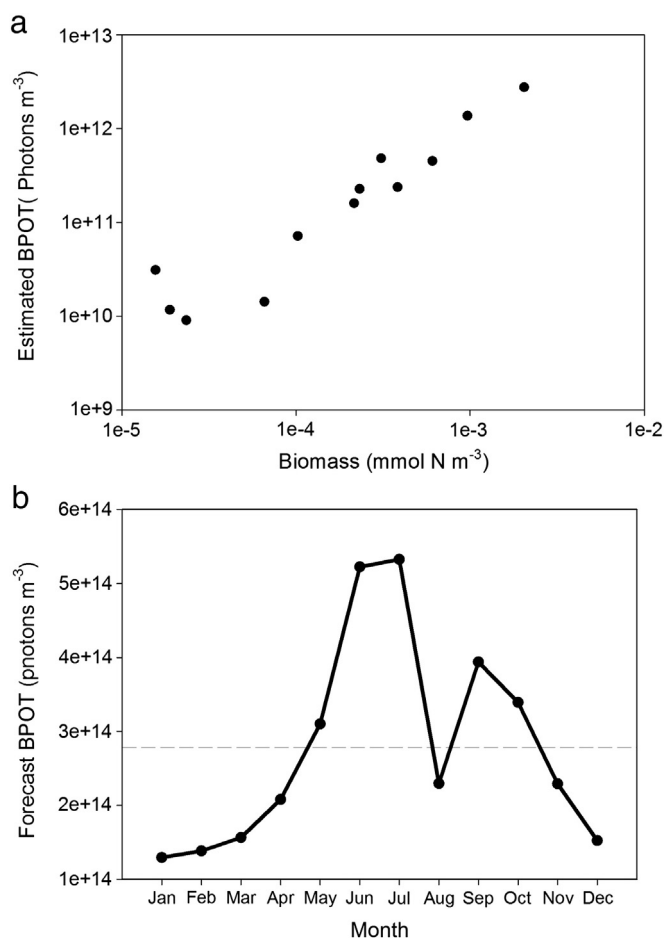 a
Estimated BPOT( Photons m-3)
1e+13
1e+12
1e+11
1e+10
1e+9
1e-5 1e-4 1e-3 1e-2
Biomass (mmol N m-3)
b
Forecast BPOT (pnotons m-3)
6e+14
5e+14
4e+14
3e+14
2e+14
1e+14
Jan Feb Mar Apr May Jun Jul Aug Sep Oct Nov Dec
Month